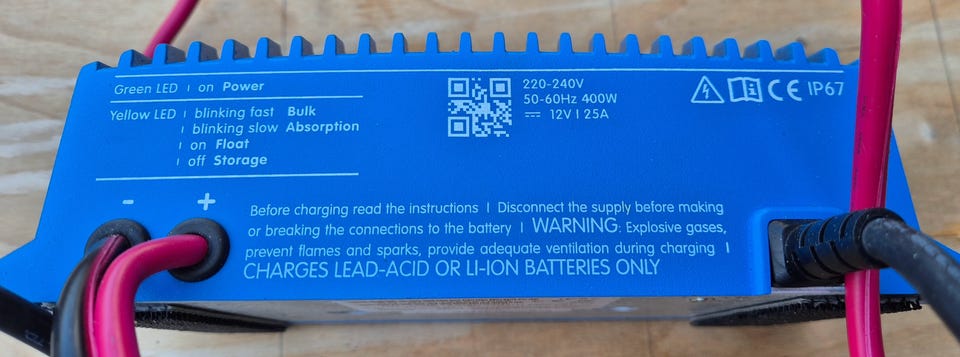 Green LED | on Power
Yellow LED | blinking fast Bulk
| blinking slow Absorption
| on Float
| off Storage
220-240V
50-60Hz 400W
⎓ 12V | 25A
CE IP67
- +
Before charging read the instructions | Disconnect the supply before making
or breaking the connections to the battery | WARNING: Explosive gases,
prevent flames and sparks, provide adequate ventilation during charging |
CHARGES LEAD-ACID OR LI-ION BATTERIES ONLY